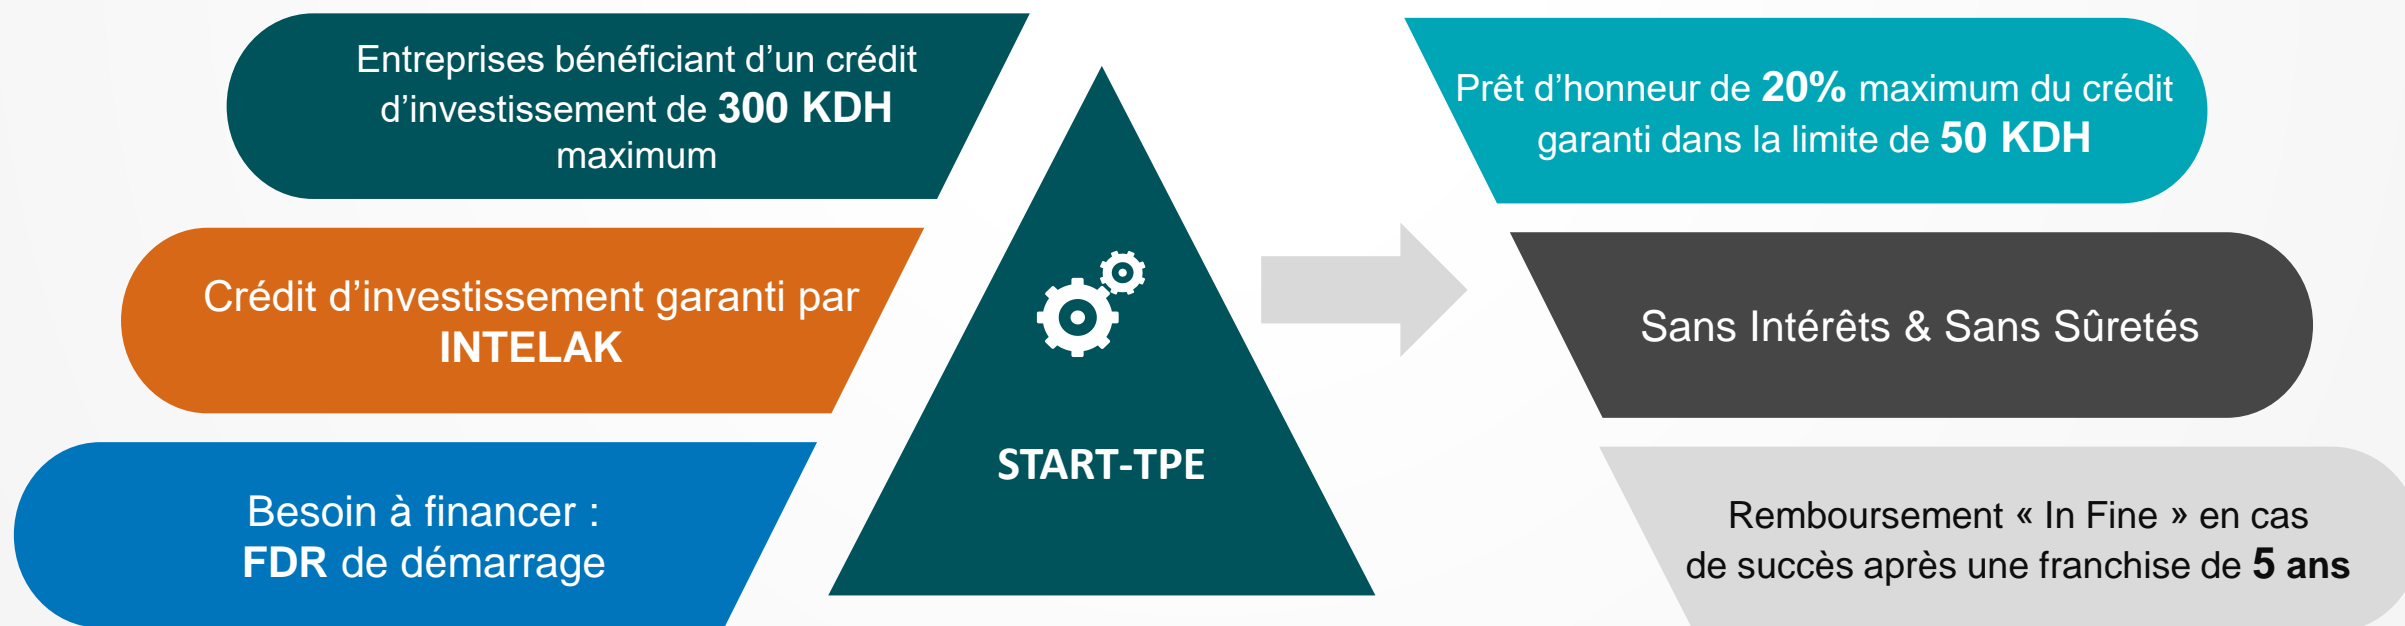 Entreprises bénéficiant d’un crédit
d’investissement de 300 KDH
maximum
Crédit d’investissement garanti par
INTELAK
Besoin à financer :
FDR de démarrage
START-TPE
Prêt d’honneur de 20% maximum du crédit
garanti dans la limite de 50 KDH
Sans Intérêts & Sans Sûretés
Remboursement « In Fine » en cas
de succès après une franchise de 5 ans